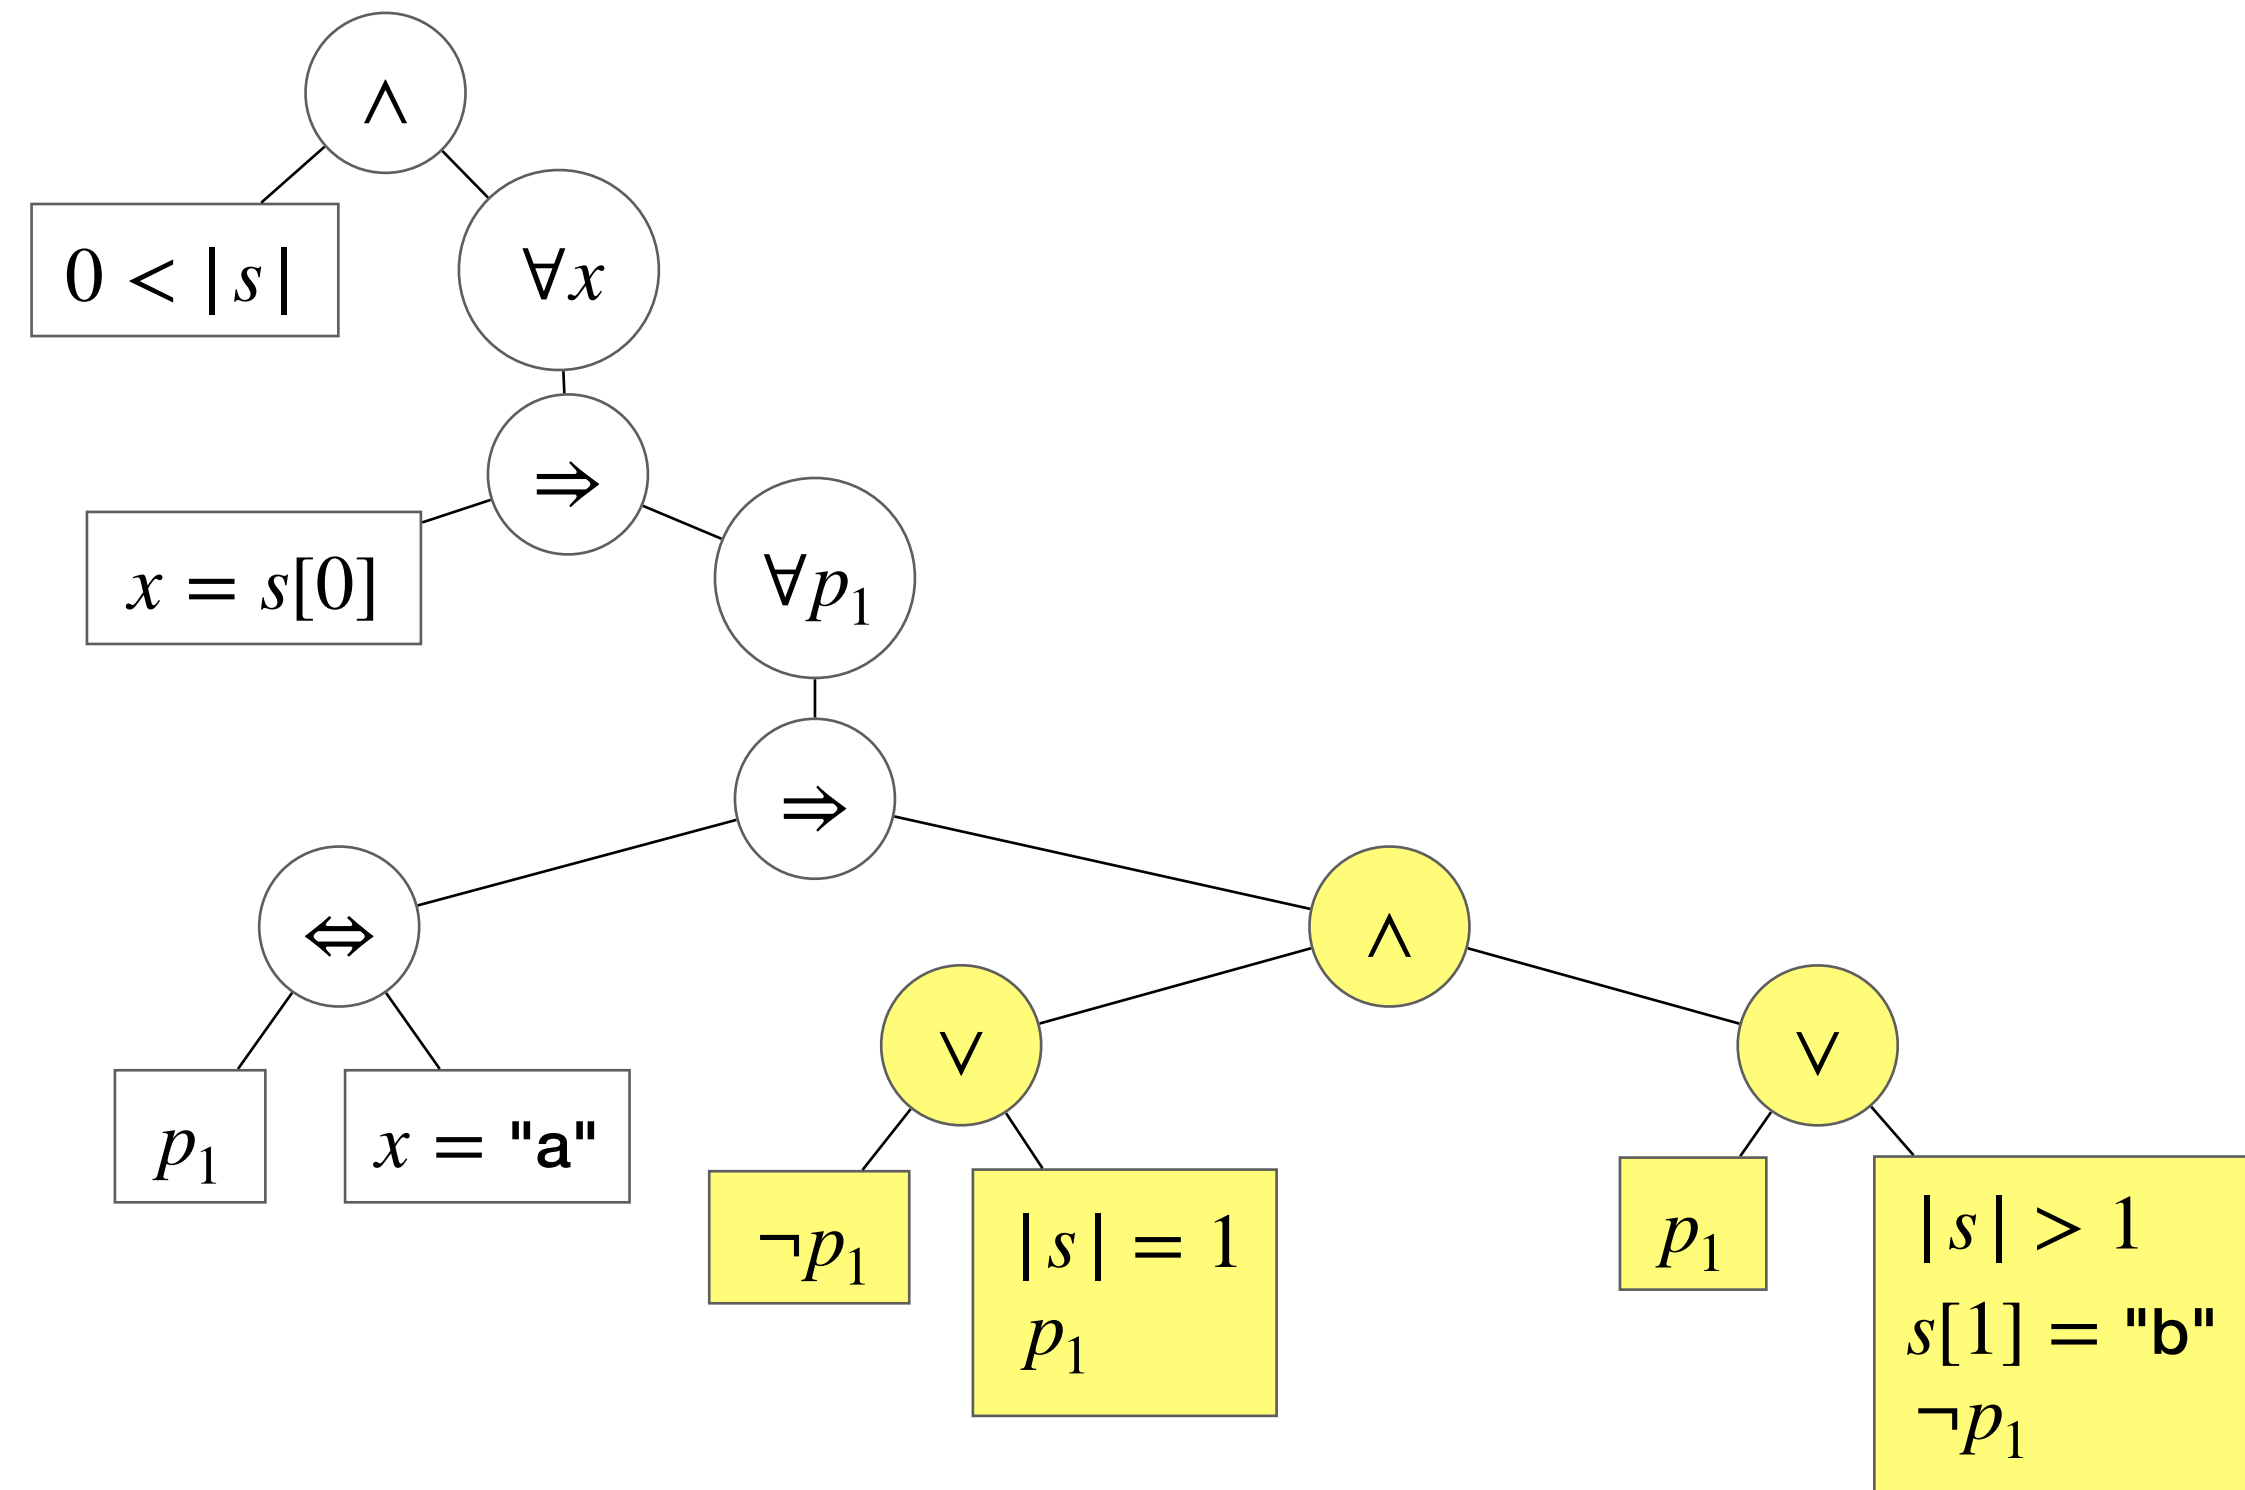 ∧
0 < |s|
∀x
⇒
x = s[0]
∀p₁
⇒
⇔
∧
p₁
x = "a"
∨
∨
¬p₁
|s| = 1
p₁
p₁
|s| > 1
s[1] = "b"
¬p₁